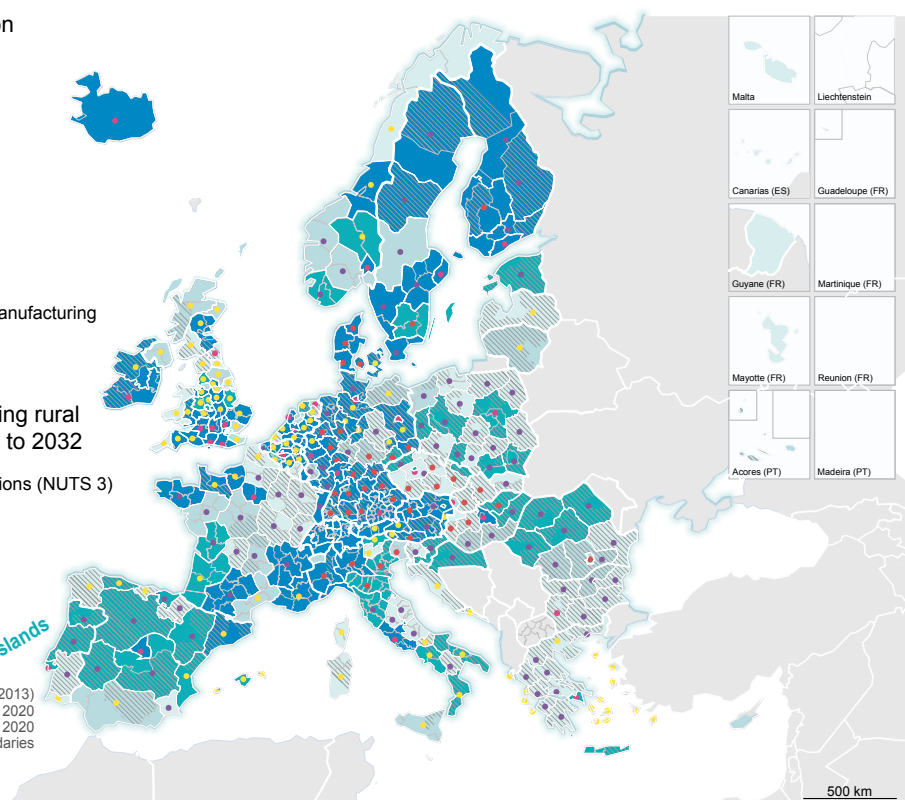 on
anufacturing
ing rural
to 2032
ions (NUTS 3)
slands
2013)
2020
2020
daries
Malta
Liechtenstein
Canarias (ES)
Guadeloupe (FR)
Guyane (FR)
Martinique (FR)
Mayotte (FR)
Reunion (FR)
Acores (PT)
Madeira (PT)
500 km